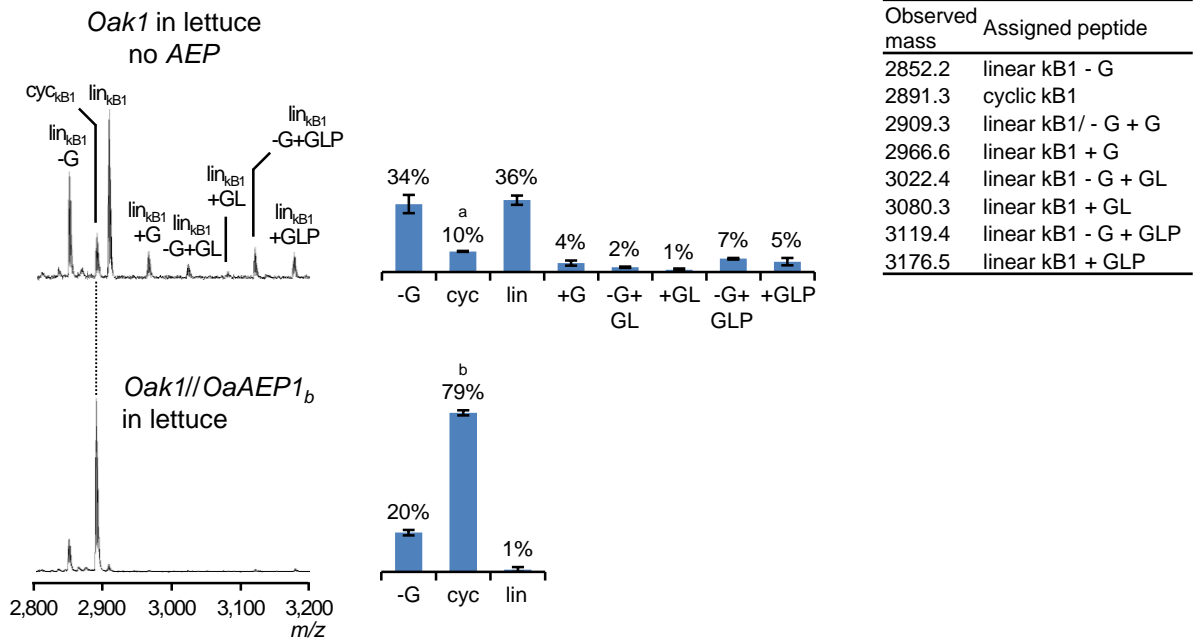 Oak1 in lettuce
no AEP
cyckB1
linkB1
linkB1
-G
linkB1
-G+GLP
linkB1
+GL
linkB1
+G
linkB1
-G+GL
linkB1
+GLP
34%
a
10%
36%
4%
2%
1%
7%
5%
-G
cyc
lin
+G
-G+
GL
+GL
-G+
GLP
+GLP
Oak1//OaAEP1b
in lettuce
20%
b
79%
1%
-G
cyc
lin
2,800
2,900
3,000
3,100
3,200
m/z
Observed
mass
Assigned peptide
2852.2 linear kB1 - G
2891.3 cyclic kB1
2909.3 linear kB1/ - G + G
2966.6 linear kB1 + G
3022.4 linear kB1 - G + GL
3080.3 linear kB1 + GL
3119.4 linear kB1 - G + GLP
3176.5 linear kB1 + GLP